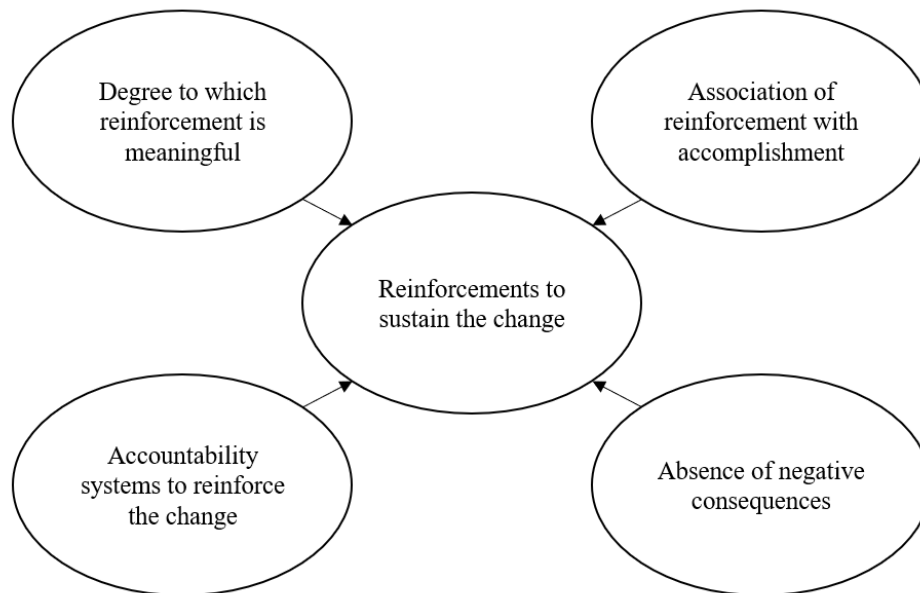 Degree to which
reinforcement is
meaningful
Association of
reinforcement with
accomplishment
Reinforcements to
sustain the change
Accountability
systems to reinforce
the change
Absence of negative
consequences